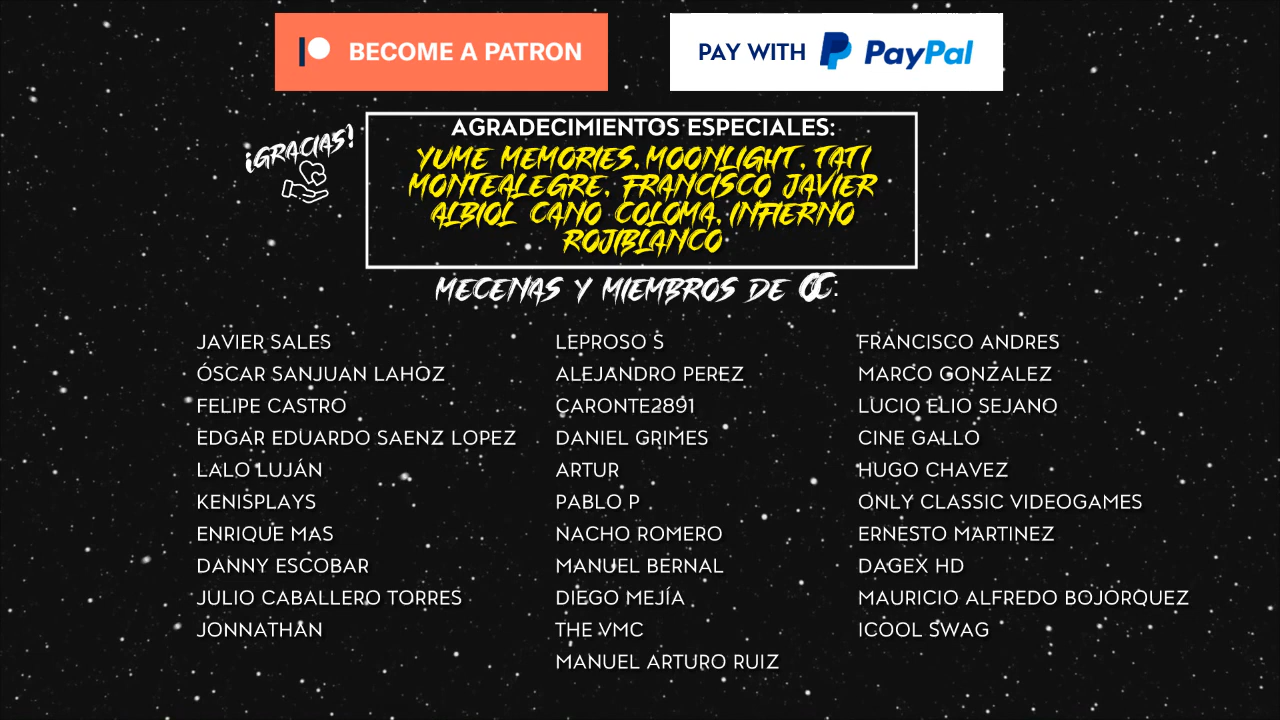 BECOME A PATRON
PAY WITH PayPal
¡GRACIAS!
AGRADECIMIENTOS ESPECIALES:
YUME MEMORIES, MOONLIGHT, TATI
MONTEALEGRE, FRANCISCO JAVIER
ALBIOL CANO COLOMA, INFIERNO
ROJIBLANCO
MECENAS Y MIEMBROS DE OC:
JAVIER SALES
ÓSCAR SANJUAN LAHOZ
FELIPE CASTRO
EDGAR EDUARDO SAENZ LOPEZ
LALO LUJÁN
KENISPLAYS
ENRIQUE MAS
DANNY ESCOBAR
JULIO CABALLERO TORRES
JONNATHAN
LEPROSO S
ALEJANDRO PEREZ
CARONTE2891
DANIEL GRIMES
ARTUR
PABLO P
NACHO ROMERO
MANUEL BERNAL
DIEGO MEJÍA
THE VMC
MANUEL ARTURO RUIZ
FRANCISCO ANDRES
MARCO GONZALEZ
LUCIO ELIO SEJANO
CINE GALLO
HUGO CHAVEZ
ONLY CLASSIC VIDEOGAMES
ERNESTO MARTINEZ
DAGEX HD
MAURICIO ALFREDO BOJORQUEZ
ICOOL SWAG